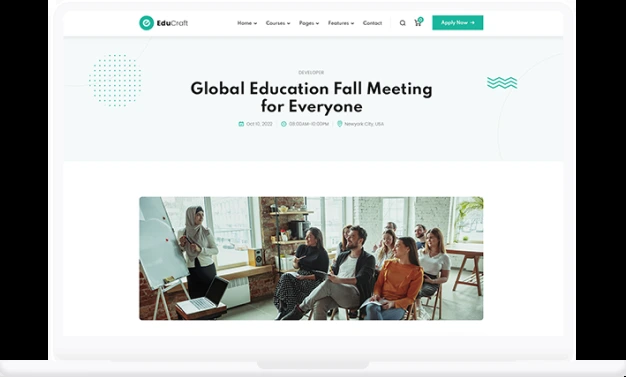 EduCraft
Home Courses Pages Features Contact
0
Apply Now →
DEVELOPER
Global Education Fall Meeting
for Everyone
Oct 10, 2023 08:00AM-10:00PM Newyork City, USA